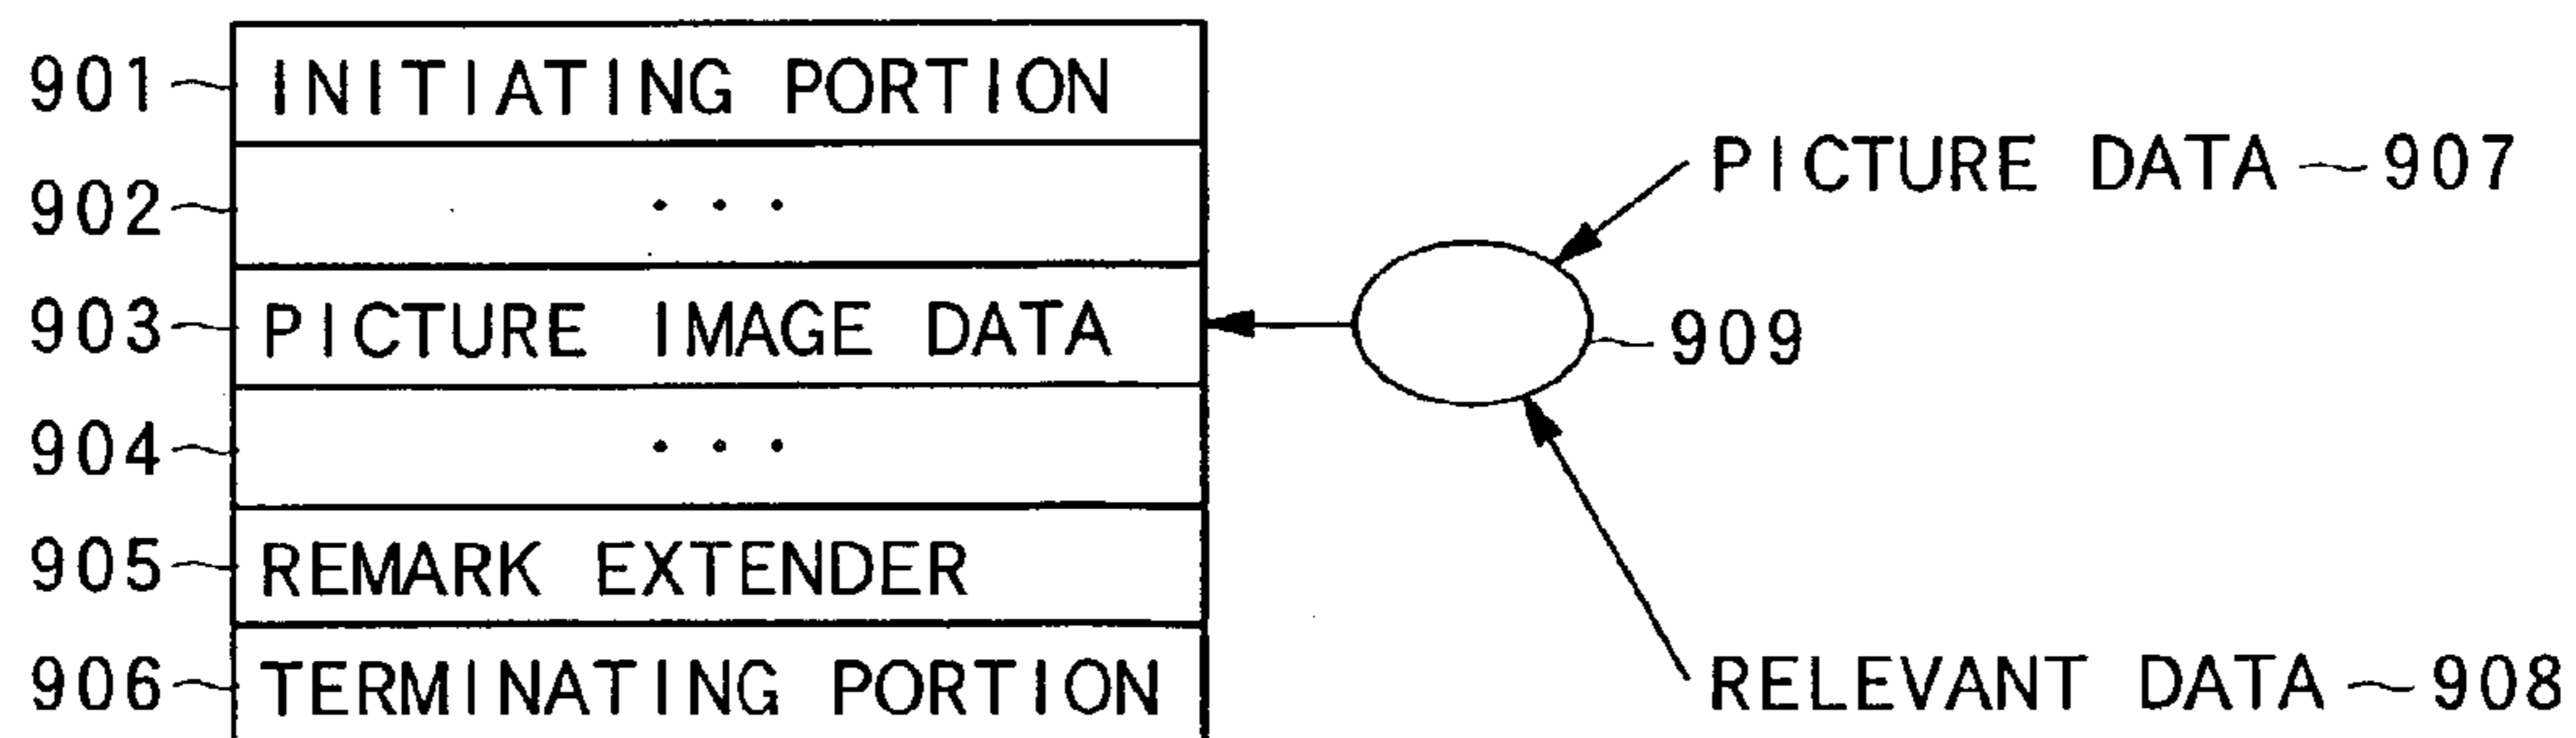 901 INITIATING PORTION
902 ...
903 PICTURE IMAGE DATA
904 ...
905 REMARK EXTENDER
906 TERMINATING PORTION
PICTURE DATA 907
909
RELEVANT DATA 908